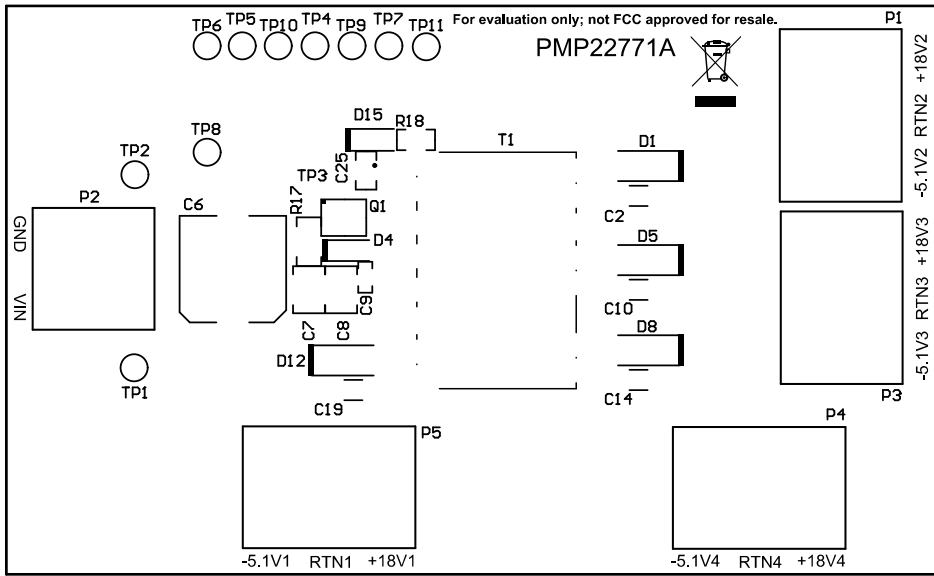 For evaluation only; not FCC approved for resale.
P1
TP6 TP5 TP10 TP4 TP9 TP7 TP11
PMP22771A
-5.1V2 RTN2 +18V2
TP8
D15
R18
T1
D1
TP2
C25
TP3
P2
C6
R17
Q1
C2
GND
VIN
D4
D5
-5.1V3 RTN3 +18V3
C9
C10
C7
C8
D8
D12
TP1
C19
C14
P3
P5
P4
-5.1V1 RTN1 +18V1
-5.1V4 RTN4 +18V4